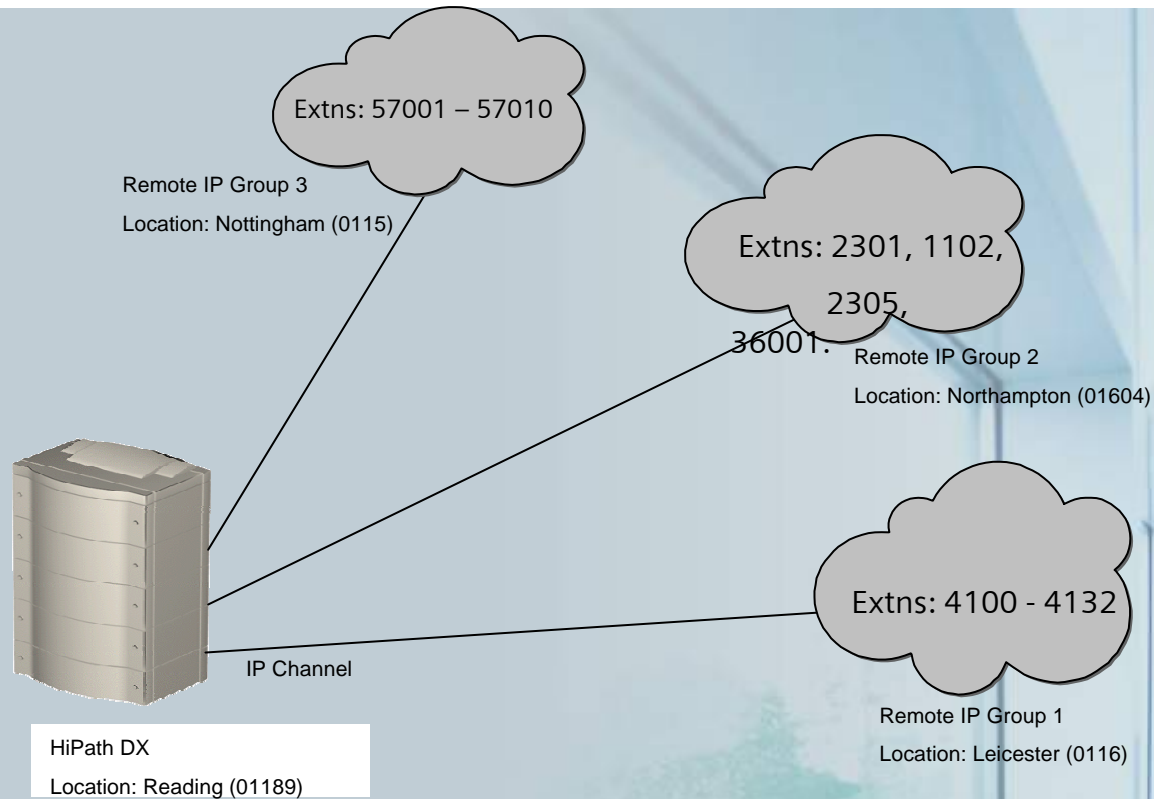 Extns: 57001 – 57010
Remote IP Group 3
Location: Nottingham (0115)
Extns: 2301, 1102,
2305,
36001.
Remote IP Group 2
Location: Northampton (01604)
Extns: 4100 - 4132
IP Channel
Remote IP Group 1
Location: Leicester (0116)
HiPath DX
Location: Reading (01189)